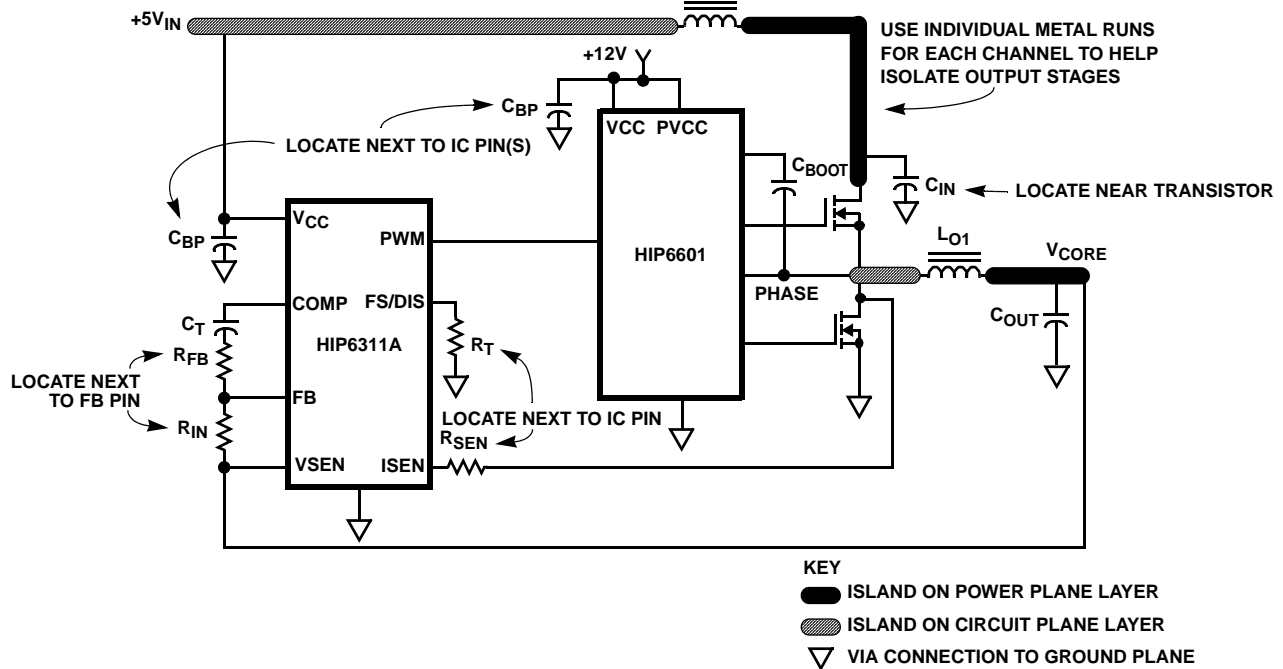 +5VIN
USE INDIVIDUAL METAL RUNS
FOR EACH CHANNEL TO HELP
ISOLATE OUTPUT STAGES
+12V
CBP
VCC PVCC
LOCATE NEXT TO IC PIN(S)
CBOOT
CIN
LOCATE NEAR TRANSISTOR
VCC
CBP
PWM
HIP6601
LO1
VCORE
PHASE
COMP
FS/DIS
CT
COUT
RFB
HIP6311A
RT
LOCATE NEXT
TO FB PIN
FB
RIN
LOCATE NEXT TO IC PIN
RSEN
VSEN
ISEN
KEY
ISLAND ON POWER PLANE LAYER
ISLAND ON CIRCUIT PLANE LAYER
VIA CONNECTION TO GROUND PLANE